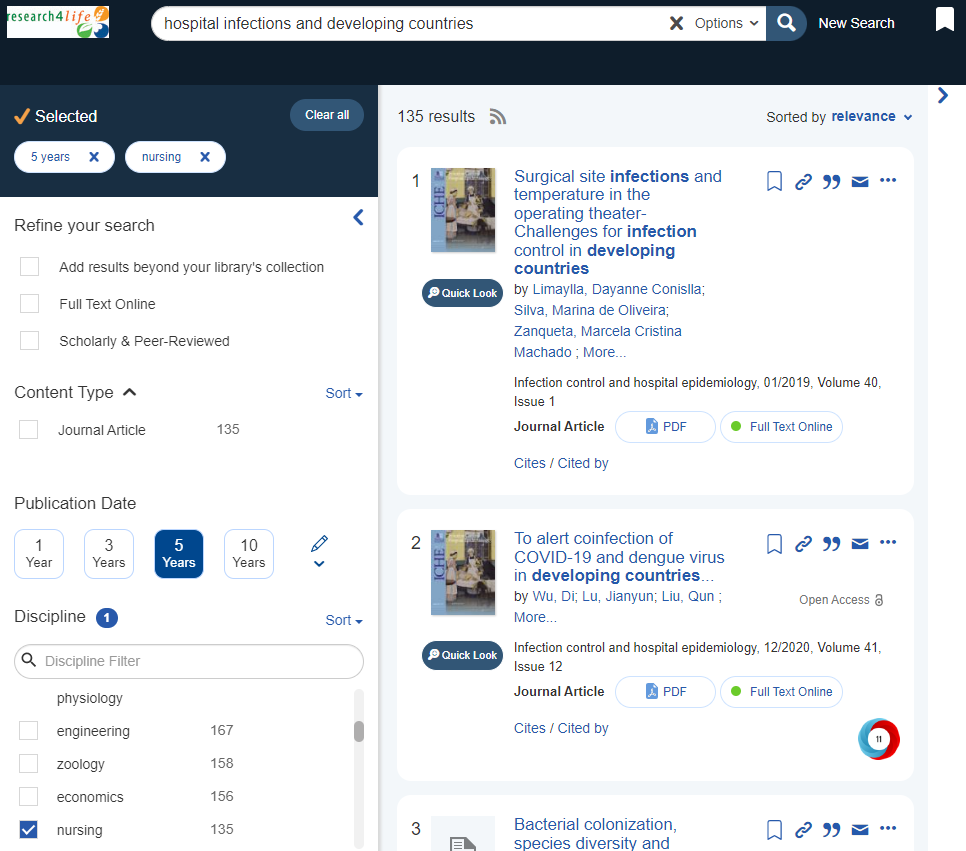 research4life
hospital infections and developing countries
Options
New Search
Selected
Clear all
5 years
nursing
Refine your search
Add results beyond your library's collection
Full Text Online
Scholarly & Peer-Reviewed
Content Type
Sort
Journal Article 135
Publication Date
1 Year
3 Years
5 Years
10 Years
Discipline 1
Sort
Discipline Filter
physiology
engineering 167
zoology 158
economics 156
nursing 135
135 results
Sorted by relevance
1
ICHE
Quick Look
Surgical site infections and
temperature in the
operating theater-
Challenges for infection
control in developing
countries
by Limaylla, Dayanne Conislla;
Silva, Marina de Oliveira;
Zanqueta, Marcela Cristina
Machado ; More...
Infection control and hospital epidemiology, 01/2019, Volume 40,
Issue 1
Journal Article PDF Full Text Online
Cites / Cited by
2
ICHE
Quick Look
To alert coinfection of
COVID-19 and dengue virus
in developing countries...
by Wu, Di; Lu, Jianyun; Liu, Qun ;
More...
Open Access
Infection control and hospital epidemiology, 12/2020, Volume 41,
Issue 12
Journal Article PDF Full Text Online
Cites / Cited by
11
3
Bacterial colonization,
species diversity and